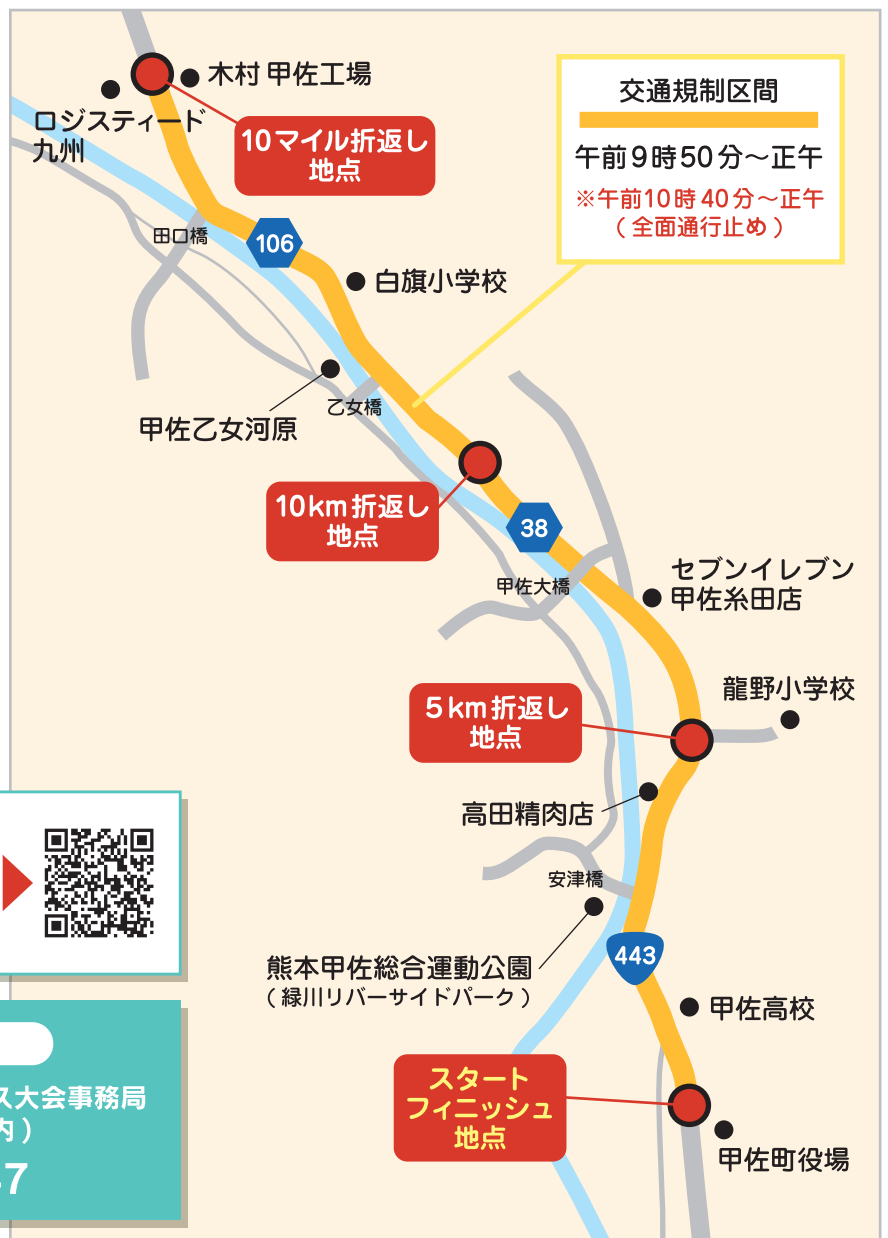 木村 甲佐工場
ロジスティード
九州
10マイル折返し
地点
交通規制区間
午前9時50分～正午
※午前10時40分～正午
(全面通行止め)
田口橋
106
白旗小学校
甲佐乙女河原
乙女橋
10km折返し
地点
38
甲佐大橋
セブンイレブン
甲佐糸田店
龍野小学校
5km折返し
地点
高田精肉店
安津橋
熊本甲佐総合運動公園
(緑川リバーサイドパーク)
443
甲佐高校
スタート
フィニッシュ
地点
甲佐町役場
ス大会事務局
内)
7